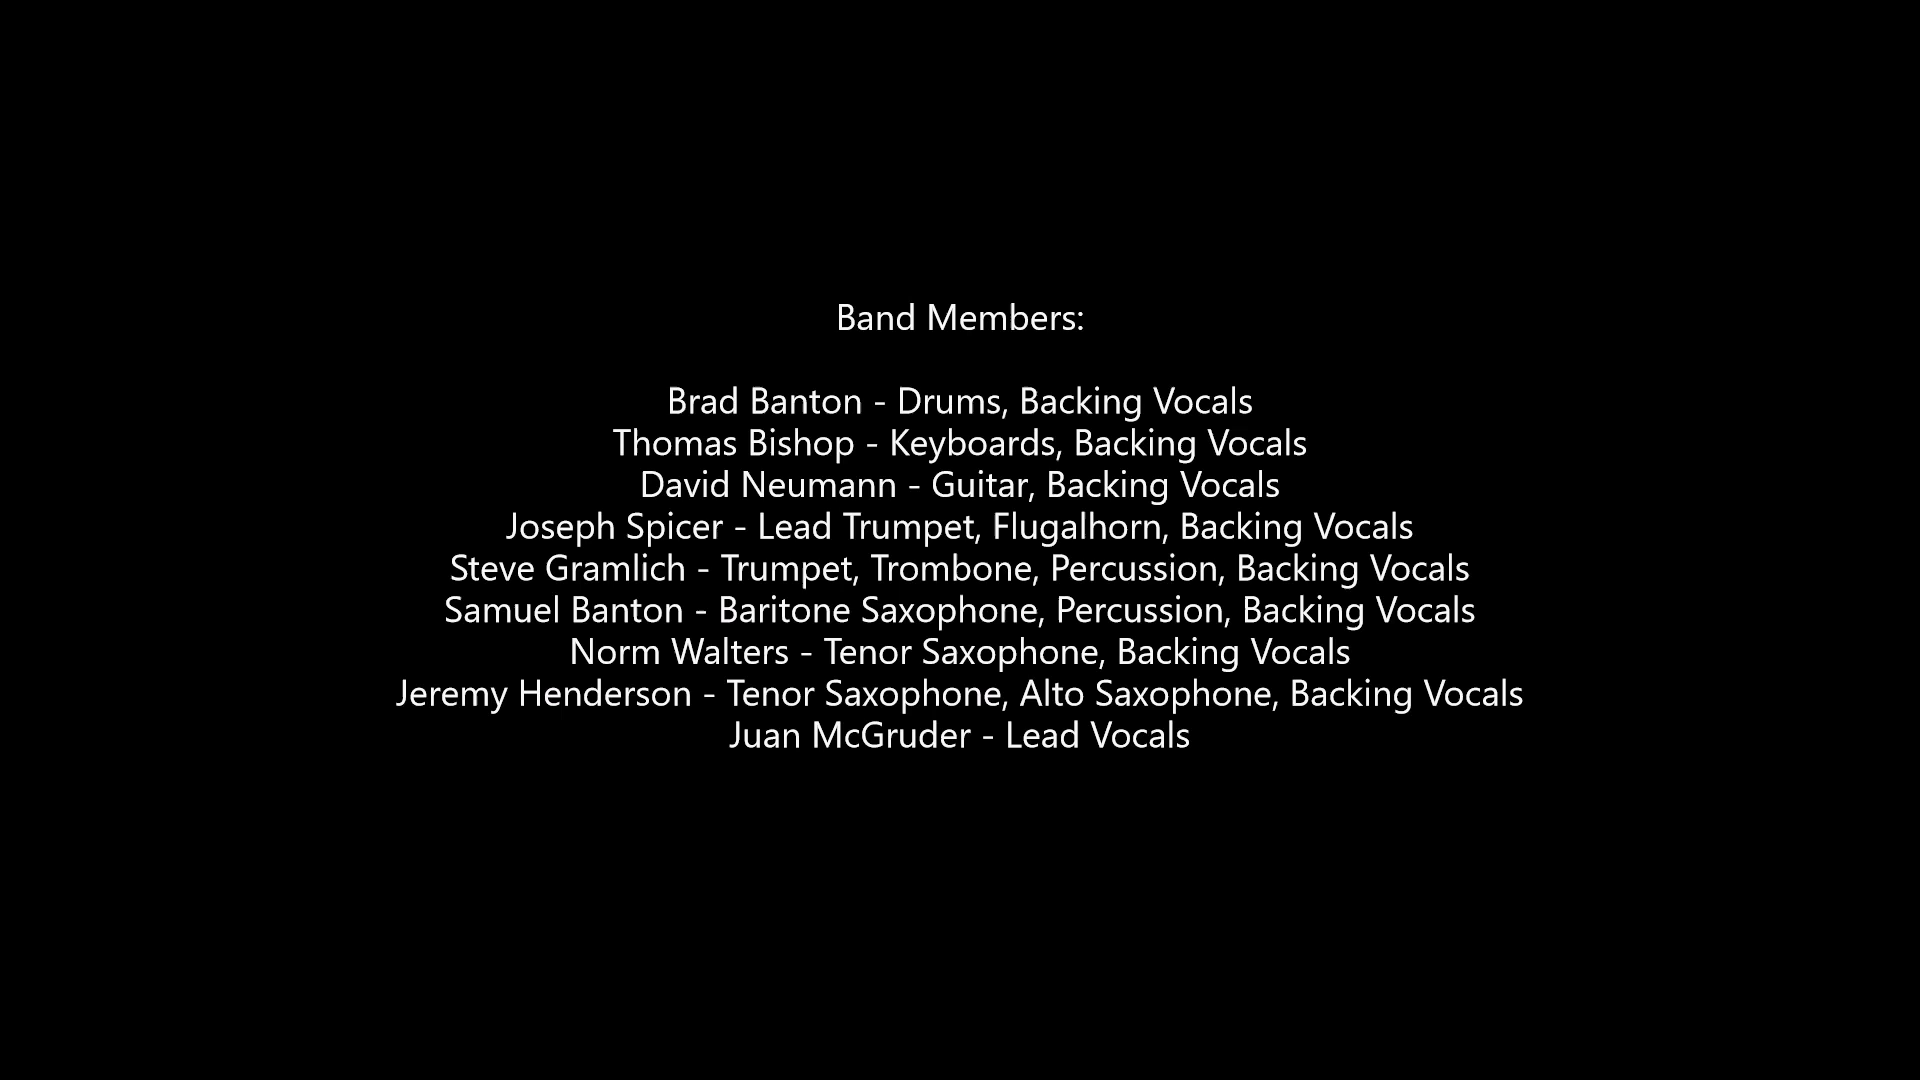 Band Members:
Brad Banton - Drums, Backing Vocals
Thomas Bishop - Keyboards, Backing Vocals
David Neumann - Guitar, Backing Vocals
Joseph Spicer - Lead Trumpet, Flugalhorn, Backing Vocals
Steve Gramlich - Trumpet, Trombone, Percussion, Backing Vocals
Samuel Banton - Baritone Saxophone, Percussion, Backing Vocals
Norm Walters - Tenor Saxophone, Backing Vocals
Jeremy Henderson - Tenor Saxophone, Alto Saxophone, Backing Vocals
Juan McGruder - Lead Vocals